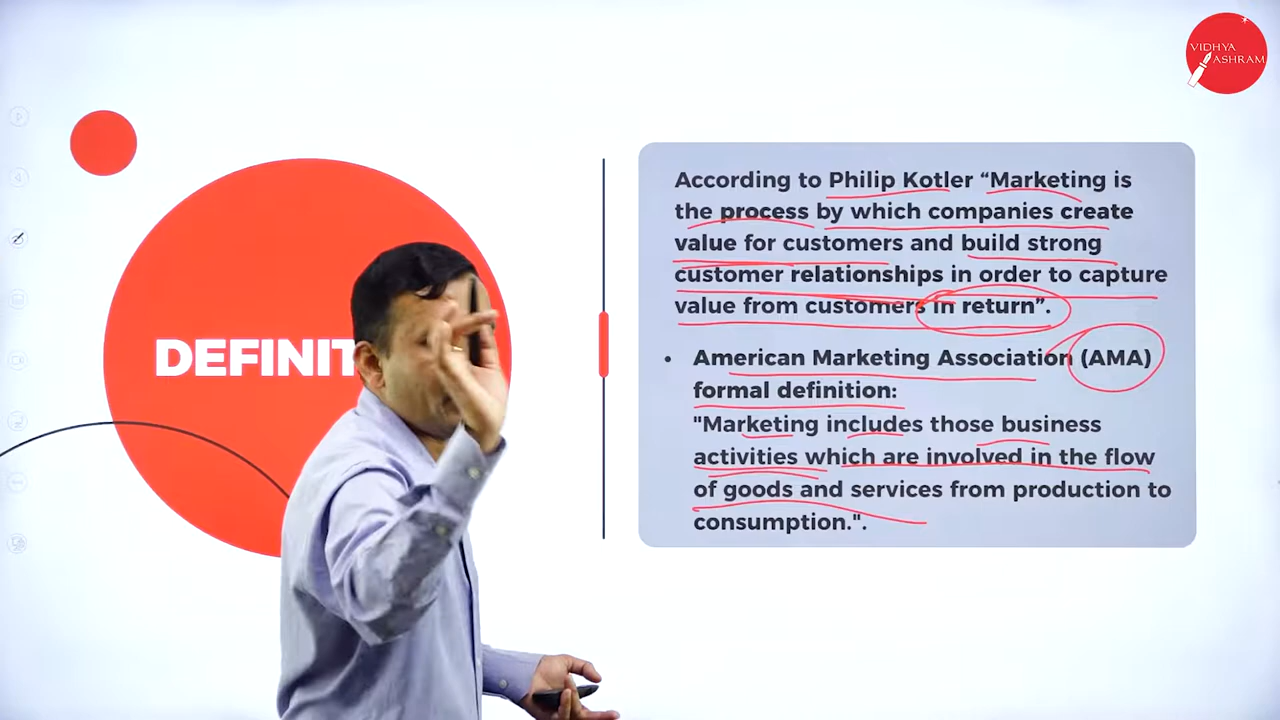 VIDHYA
ASHRAM
DEFINIT
According to Philip Kotler “Marketing is
the process by which companies create
value for customers and build strong
customer relationships in order to capture
value from customers in return”.
• American Marketing Association (AMA)
formal definition:
"Marketing includes those business
activities which are involved in the flow
of goods and services from production to
consumption.".